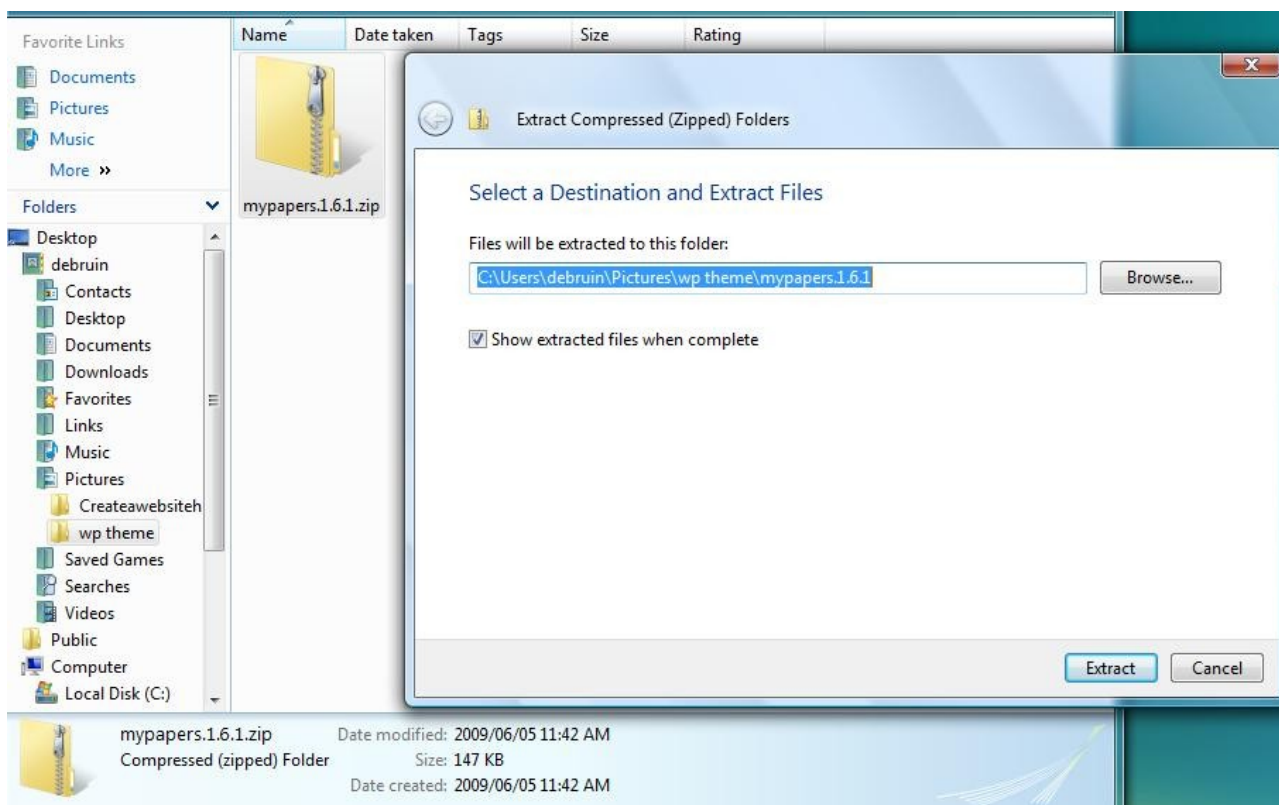 Favorite Links
Documents
Pictures
Music
More »
Folders
Desktop
debruin
Contacts
Desktop
Documents
Downloads
Favorites
Links
Music
Pictures
Createawebsiteh
wp theme
Saved Games
Searches
Videos
Public
Computer
Local Disk (C:)
Name Date taken Tags Size Rating
mypapers.1.6.1.zip
Extract Compressed (Zipped) Folders
Select a Destination and Extract Files
Files will be extracted to this folder:
C:\Users\debruin\Pictures\wp theme\mypapers.1.6.1
Browse...
Show extracted files when complete
Extract Cancel
mypapers.1.6.1.zip Date modified: 2009/06/05 11:42 AM
Compressed (zipped) Folder Size: 147 KB
Date created: 2009/06/05 11:42 AM